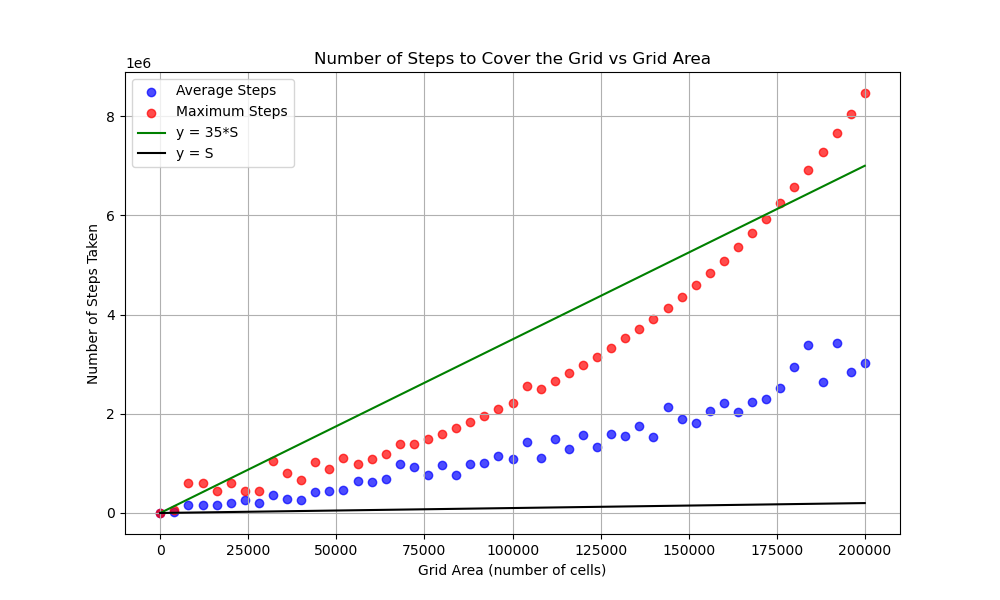 Number of Steps to Cover the Grid vs Grid Area
1e6
Average Steps
Maximum Steps
y = 35*S
y = S
8
6
4
2
0
Number of Steps Taken
0 25000 50000 75000 100000 125000 150000 175000 200000
Grid Area (number of cells)